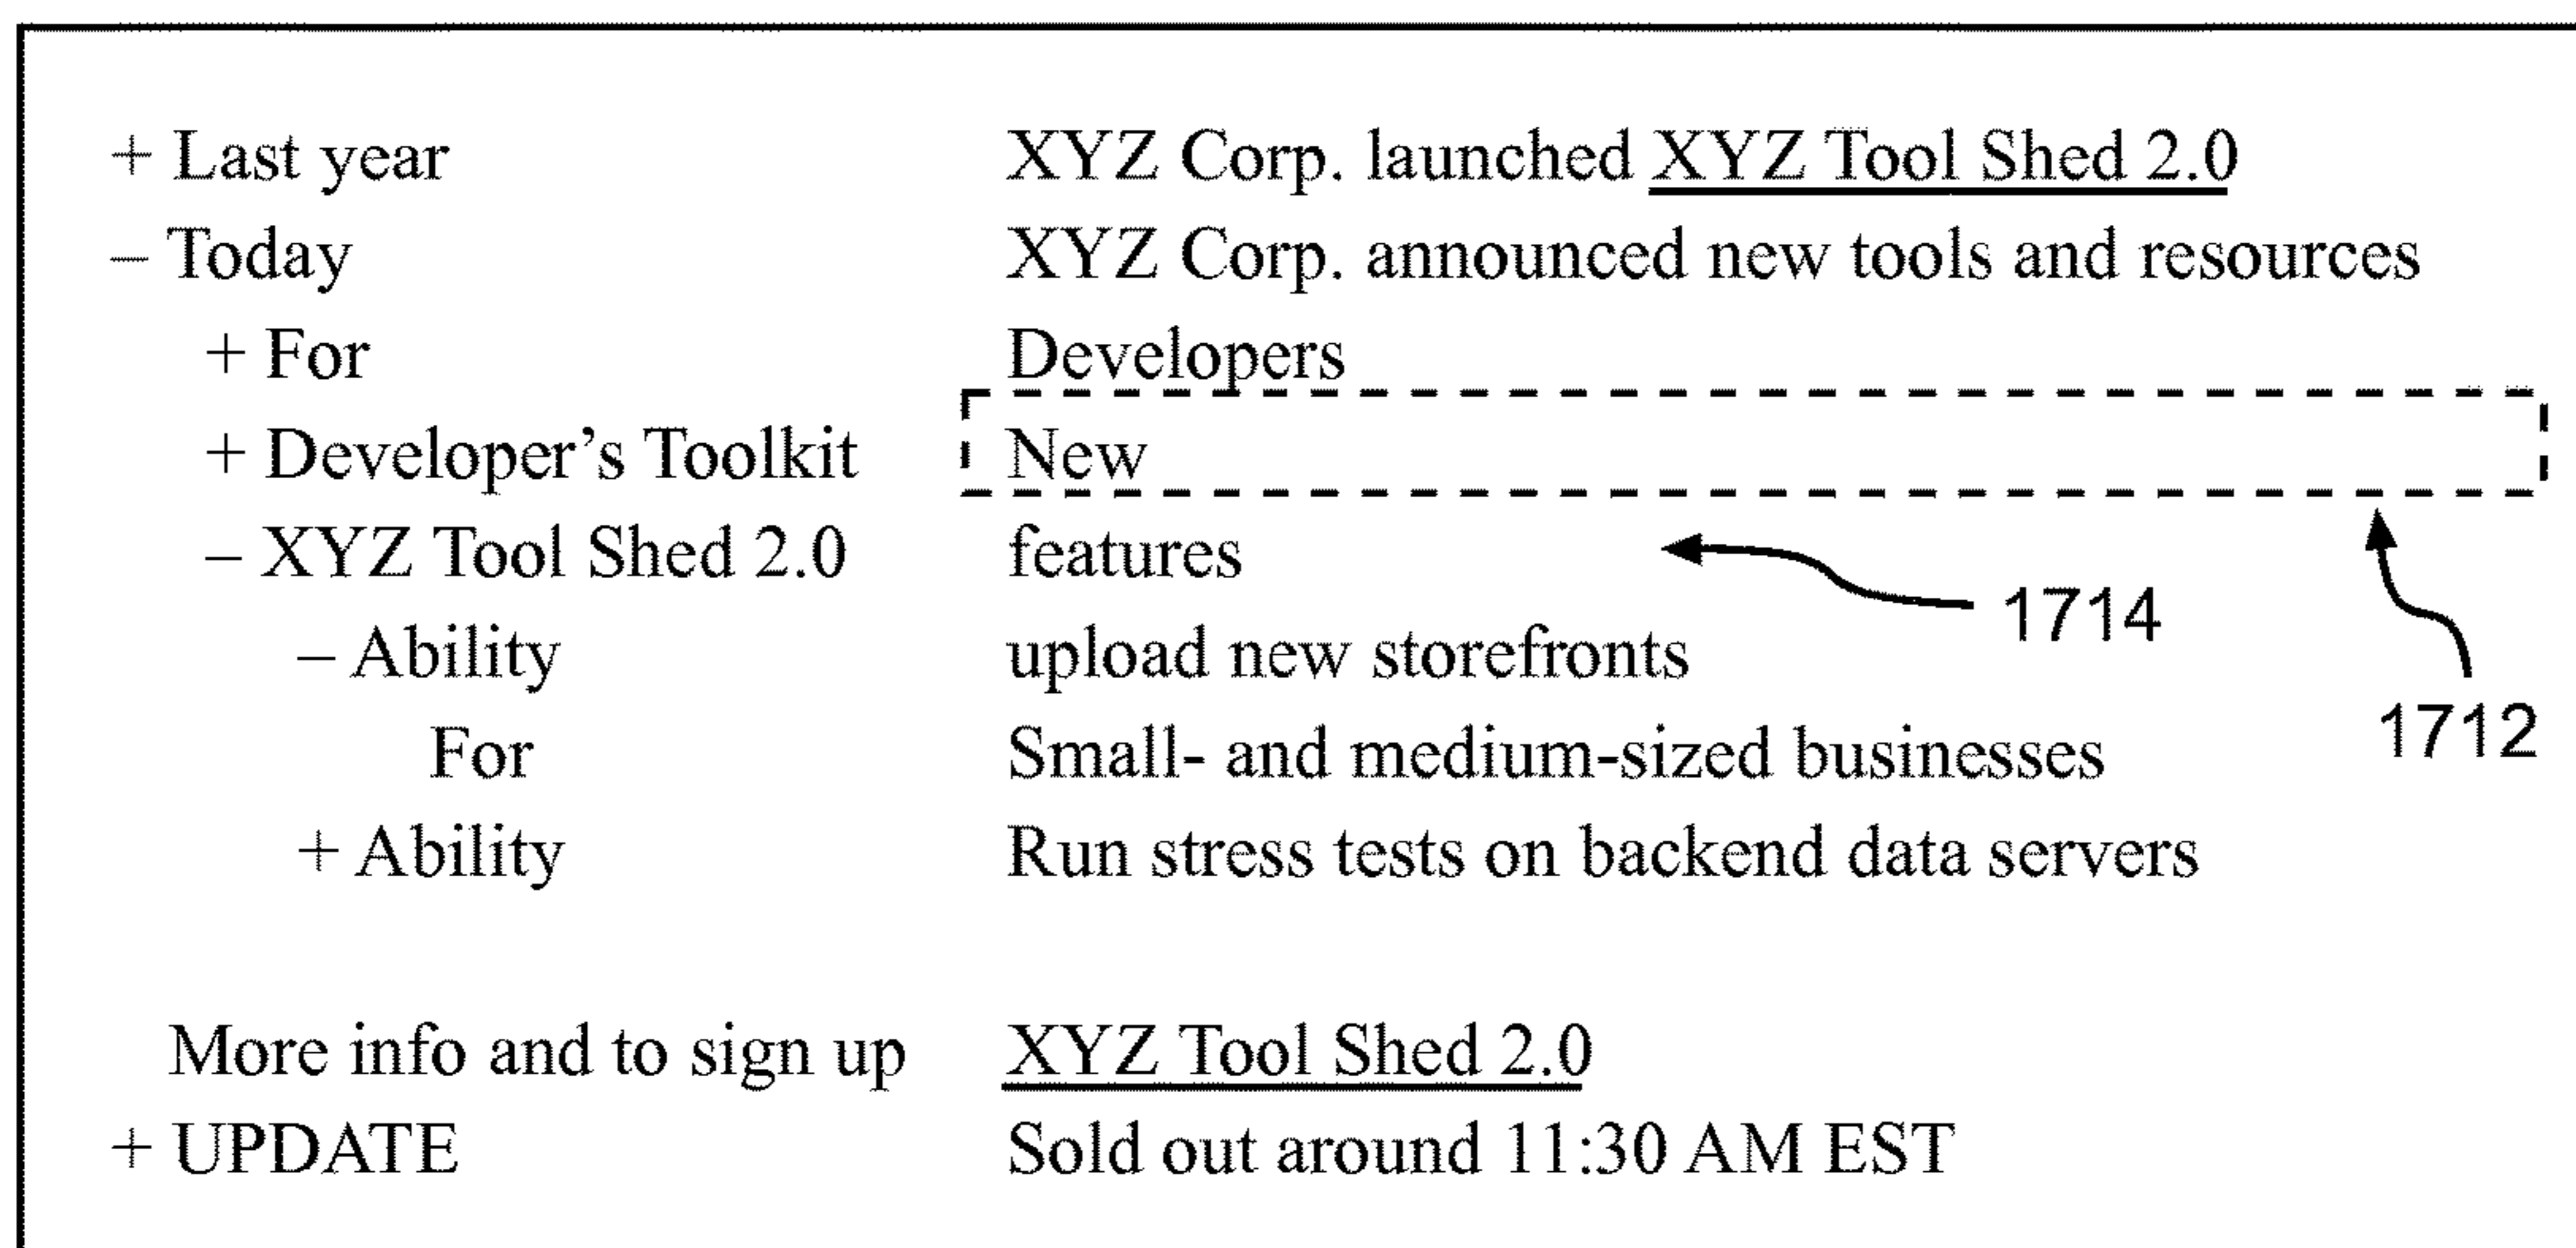 + Last year XYZ Corp. launched XYZ Tool Shed 2.0
– Today XYZ Corp. announced new tools and resources
+ For Developers
+ Developer’s Toolkit New
– XYZ Tool Shed 2.0 features
1714
– Ability upload new storefronts
1712
For Small- and medium-sized businesses
+ Ability Run stress tests on backend data servers
More info and to sign up XYZ Tool Shed 2.0
+ UPDATE Sold out around 11:30 AM EST